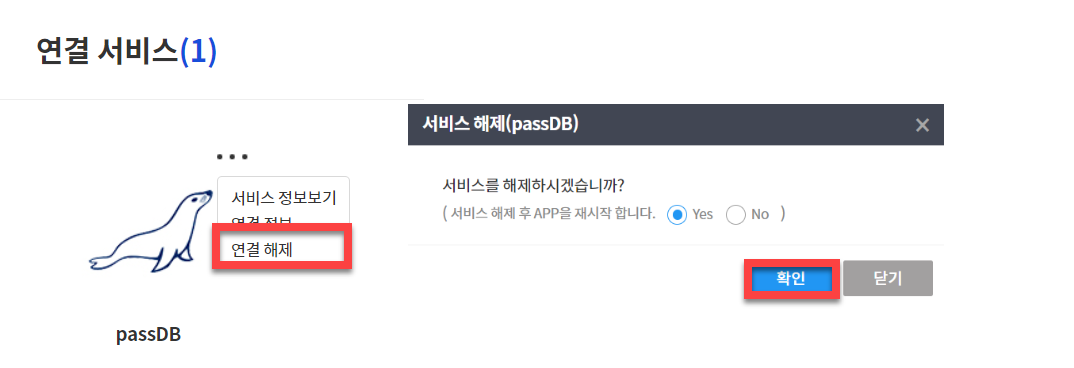 연결 서비스(1)
서비스 정보보기
연결 정보
연결 해제
passDB
서비스 해제(passDB)
서비스를 해제하시겠습니까?
( 서비스 해제 후 APP을 재시작 합니다. Yes No )
확인 닫기